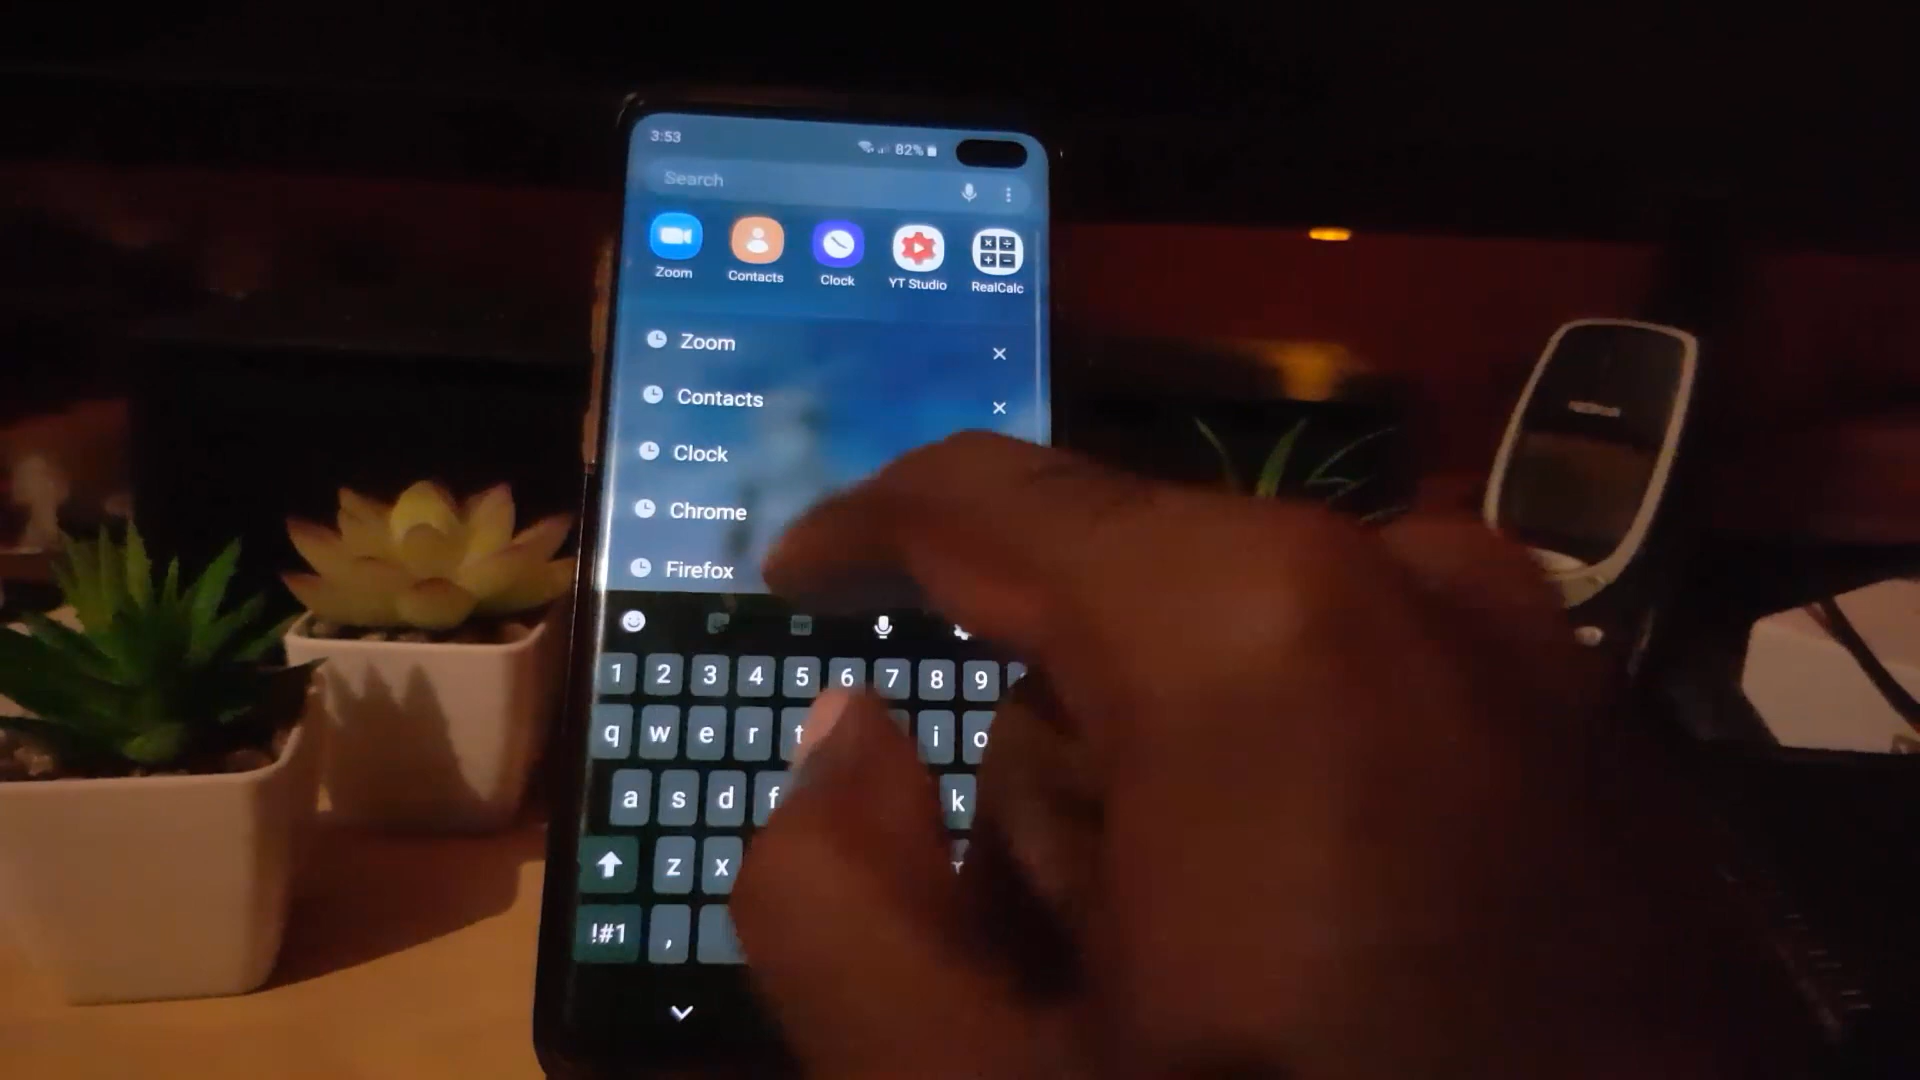 3:53
82%
Search
Zoom Contacts Clock YT Studio RealCalc
Zoom
Contacts
Clock
Chrome
Firefox
1 2 3 4 5 6 7 8 9
q w e r t i o
a s d f k
z x
!#1 ,